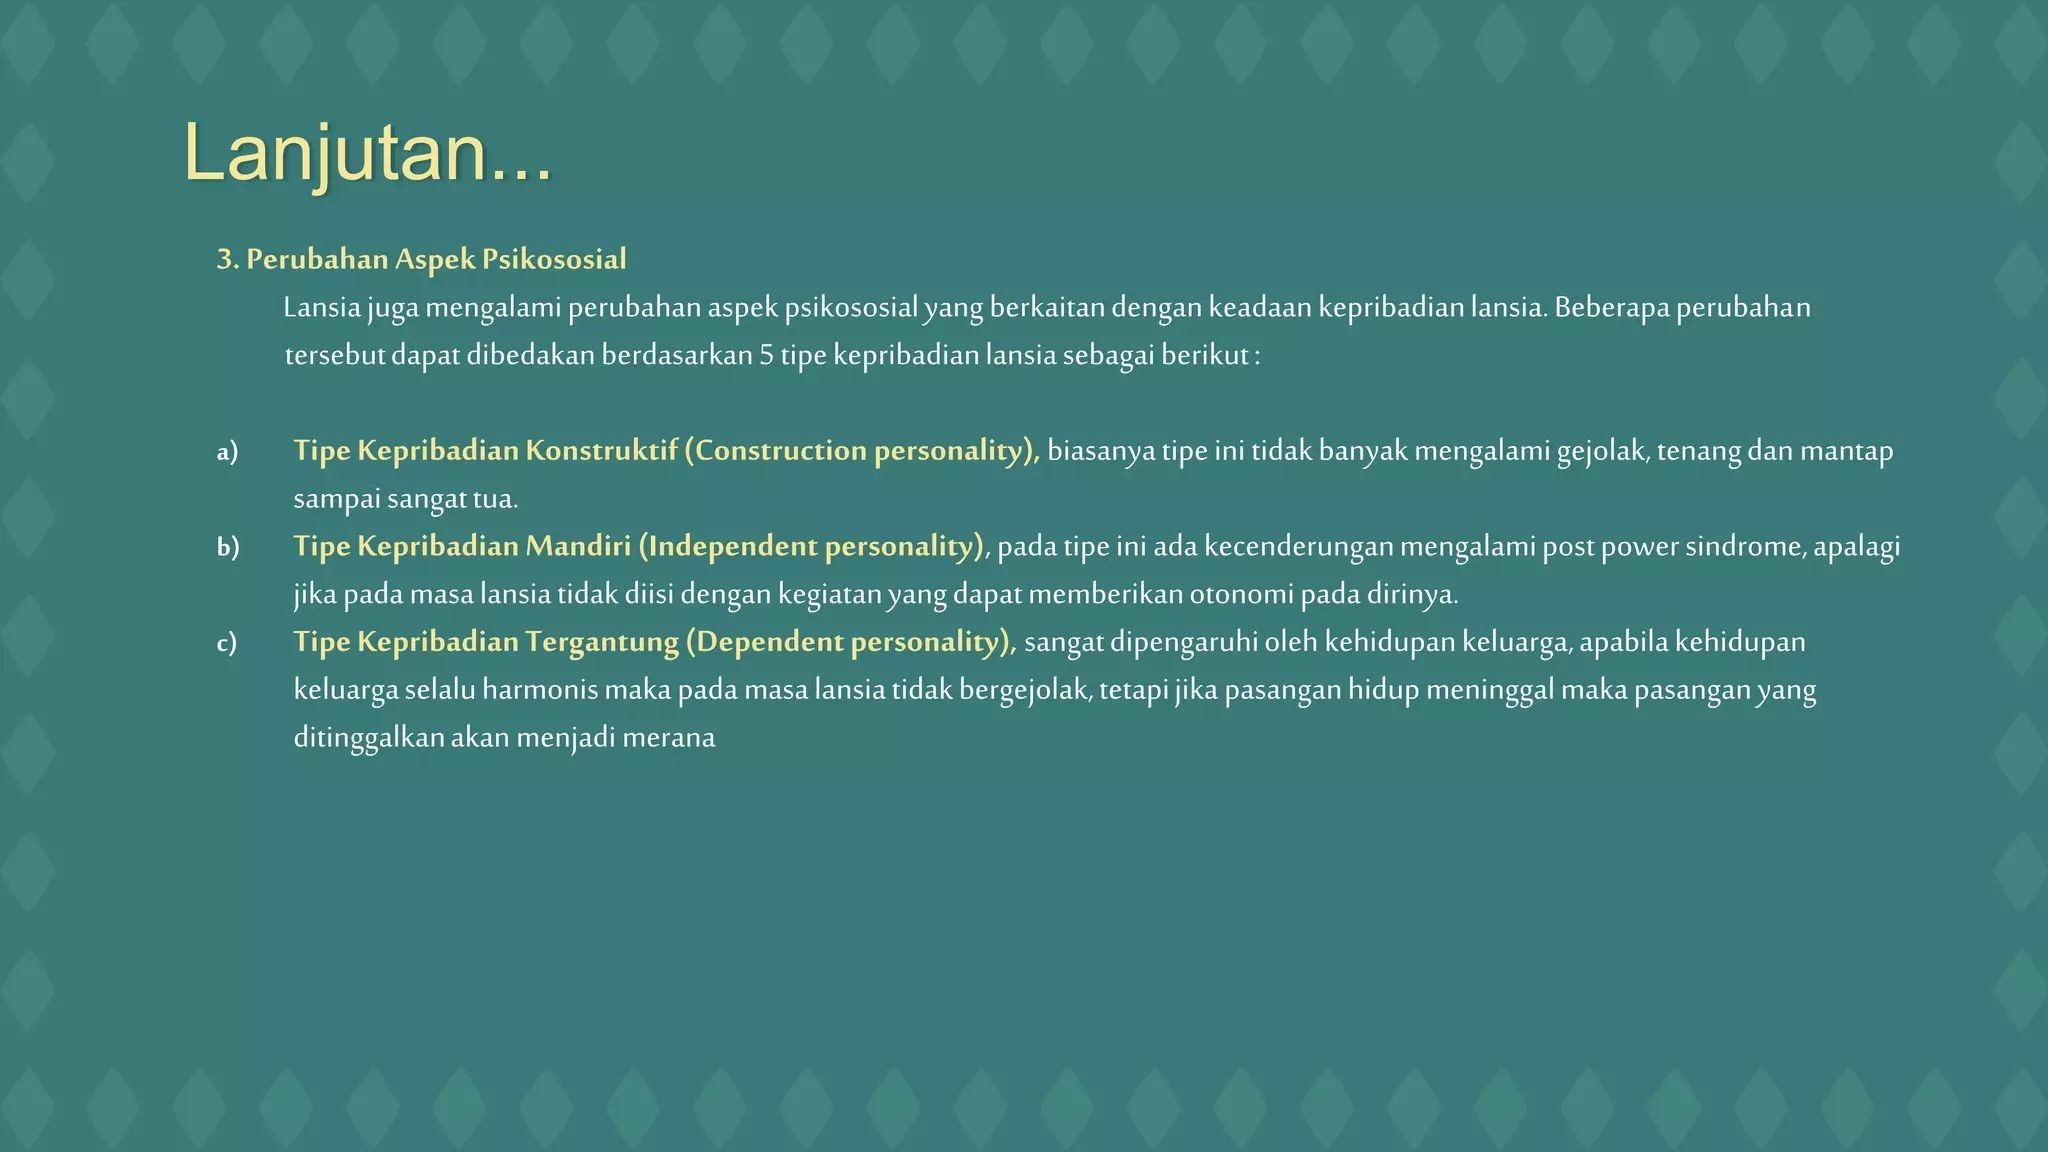 Lanjutan...
3. Perubahan Aspek Psikososial
Lansia juga mengalami perubahan aspek psikososial yang berkaitan dengan keadaan kepribadian lansia. Beberapa perubahan
tersebut dapat dibedakan berdasarkan 5 tipe kepribadian lansia sebagai berikut :
a) Tipe Kepribadian Konstruktif (Construction personality), biasanya tipe ini tidak banyak mengalami gejolak, tenang dan mantap
sampai sangat tua.
b) Tipe Kepribadian Mandiri (Independent personality), pada tipe ini ada kecenderungan mengalami post power sindrome, apalagi
jika pada masa lansia tidak diisi dengan kegiatan yang dapat memberikan otonomi pada dirinya.
c) Tipe Kepribadian Tergantung (Dependent personality), sangat dipengaruhi oleh kehidupan keluarga, apabila kehidupan
keluarga selalu harmonis maka pada masa lansia tidak bergejolak, tetapi jika pasangan hidup meninggal maka pasangan yang
ditinggalkan akan menjadi merana